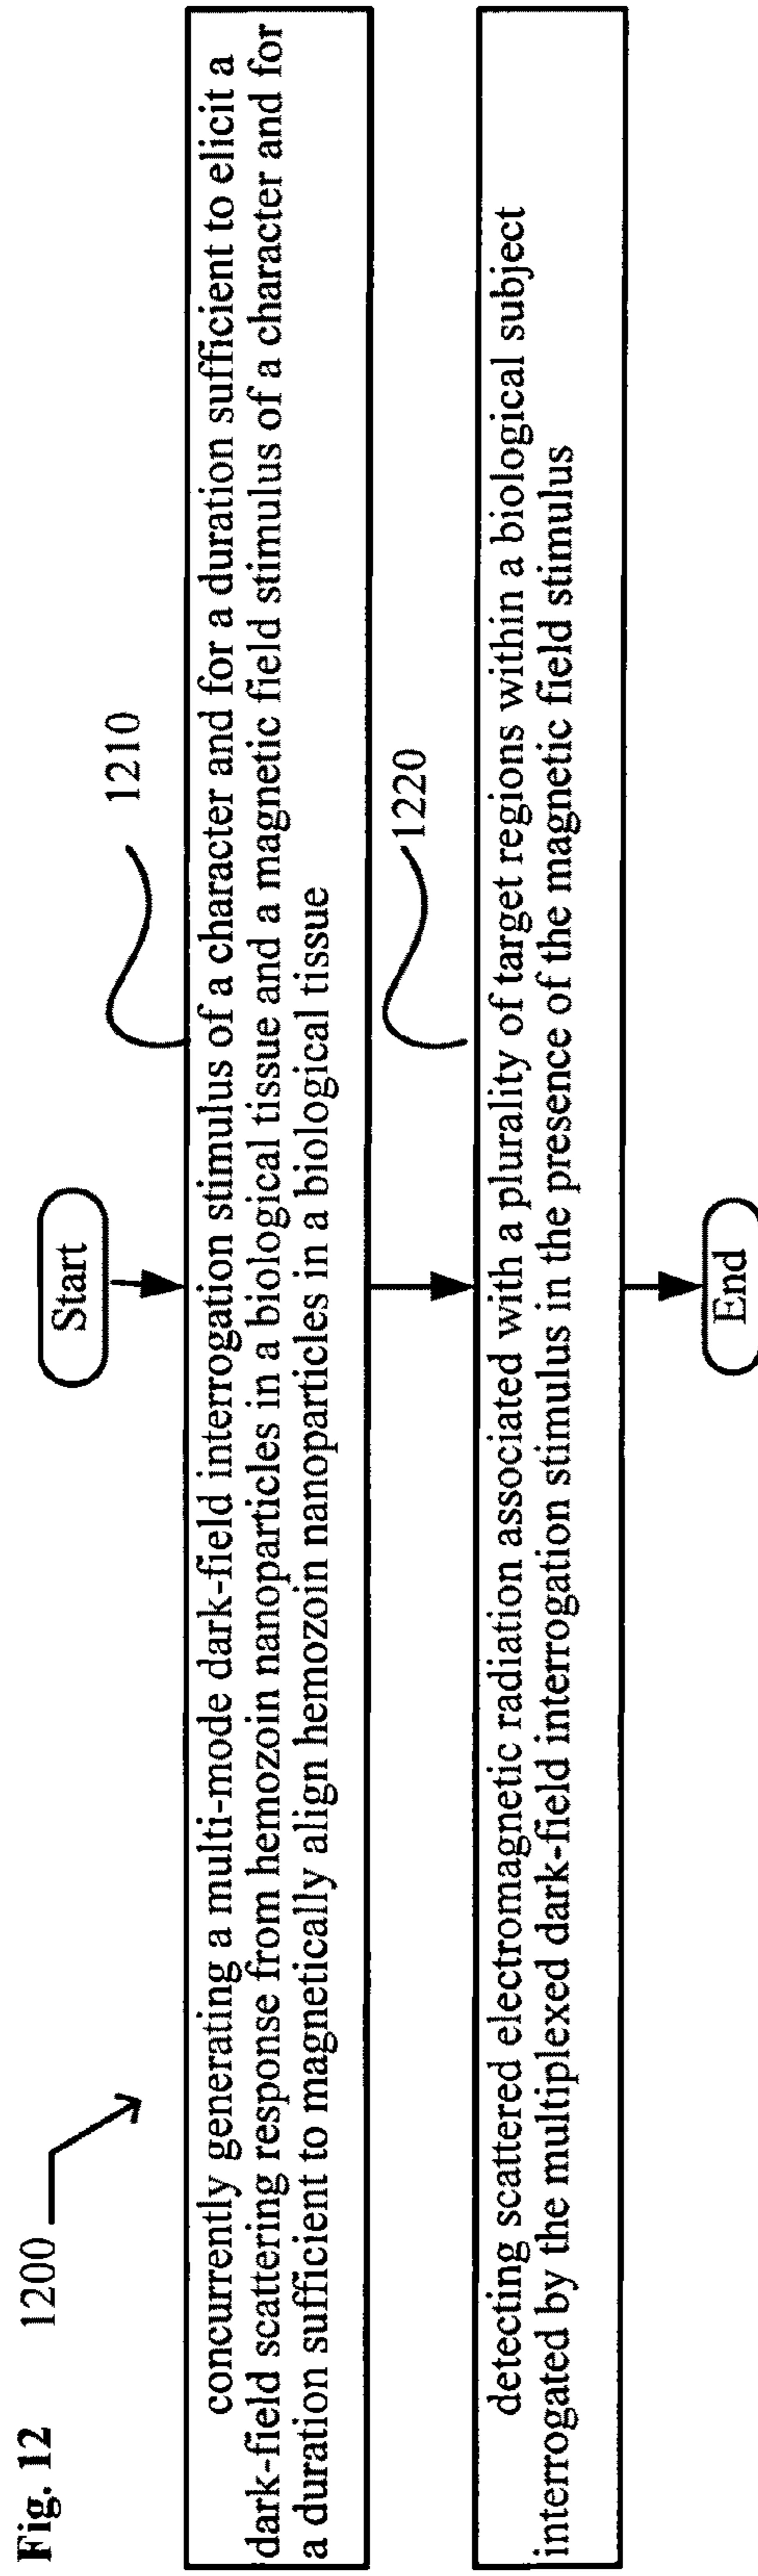 Fig. 12
1200
Start
1210
concurrently generating a multi-mode dark-field interrogation stimulus of a character and for a duration sufficient to elicit a
dark-field scattering response from hemozoin nanoparticles in a biological tissue and a magnetic field stimulus of a character and for
a duration sufficient to magnetically align hemozoin nanoparticles in a biological tissue
1220
detecting scattered electromagnetic radiation associated with a plurality of target regions within a biological subject
interrogated by the multiplexed dark-field interrogation stimulus in the presence of the magnetic field stimulus
End